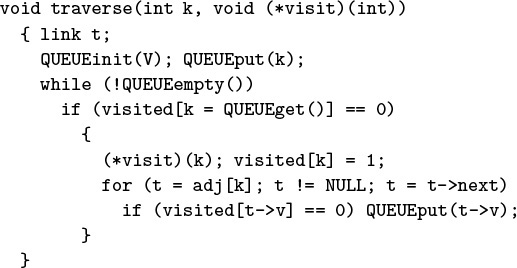 void traverse(int k, void (*visit)(int))
{ link t;
QUEUEinit(V); QUEUEput(k);
while (!QUEUEempty())
if (visited[k = QUEUEget()] == 0)
{
(*visit)(k); visited[k] = 1;
for (t = adj[k]; t != NULL; t = t->next)
if (visited[t->v] == 0) QUEUEput(t->v);
}
}